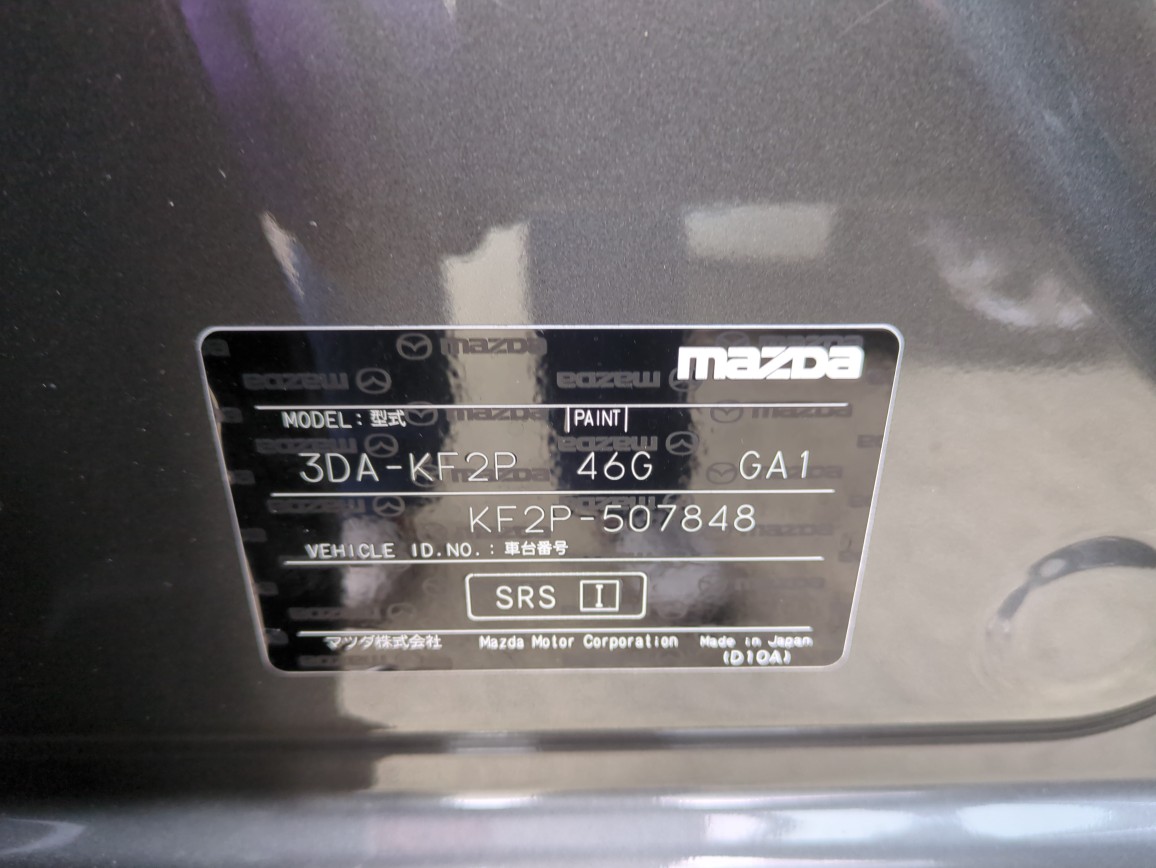 mazda
MODEL : 型式 PAINT
3DA-KF2P 46G GA1
KF2P-507848
VEHICLE ID.NO. : 車台番号
SRS I
マツダ株式会社 Mazda Motor Corporation Made in Japan
(D10A)